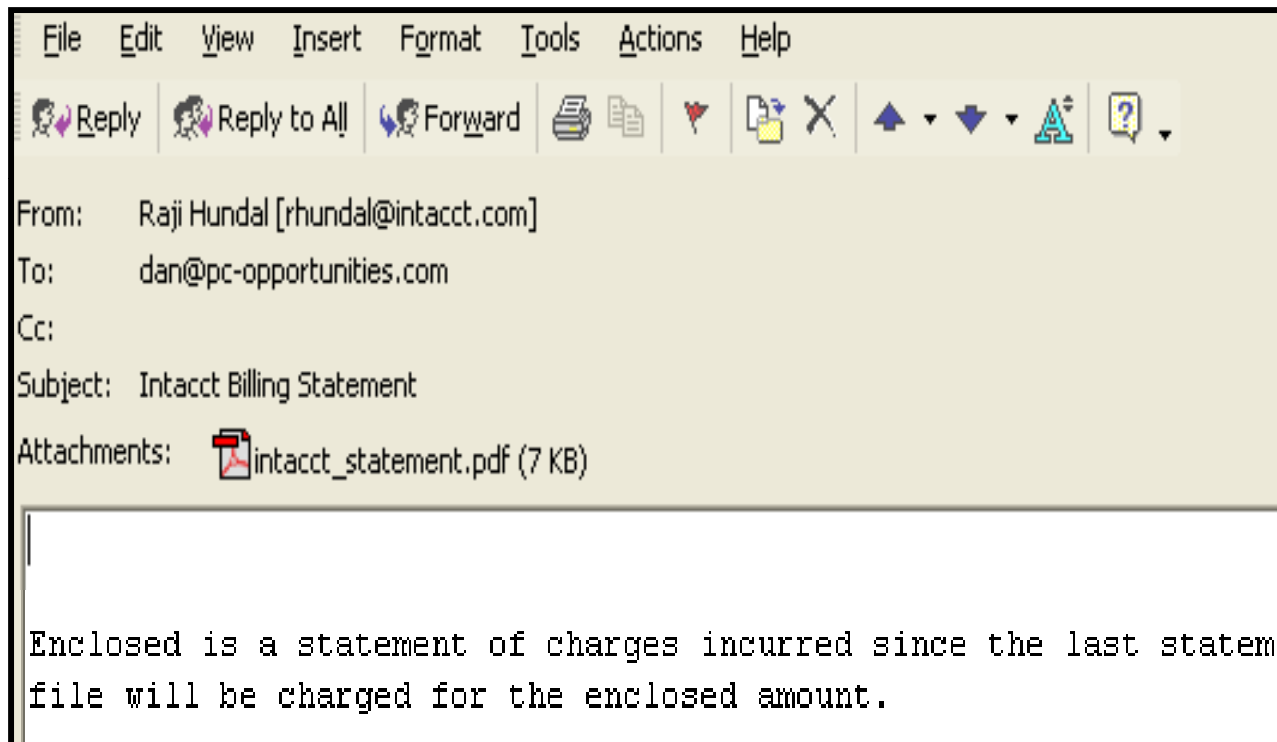 File Edit View Insert Format Tools Actions Help
Reply Reply to All Forward
From: Raji Hundal [rhundal@intacct.com]
To: dan@pc-opportunities.com
Cc:
Subject: Intacct Billing Statement
Attachments: intacct_statement.pdf (7 KB)
Enclosed is a statement of charges incurred since the last statem
file will be charged for the enclosed amount.